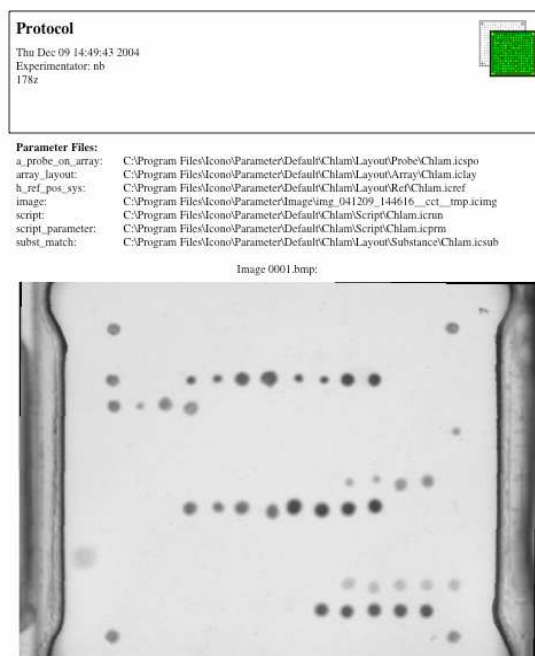 Protocol
Thu Dec 09 14:49:43 2004
Experimentator: nb
178z
Parameter Files:
a_probe_on_array: C:\Program Files\Icono\Parameter\Default\Chlam\Layout\Probe\Chlam.icspo
array_layout: C:\Program Files\Icono\Parameter\Default\Chlam\Layout\Array\Chlam.iclay
h_ref_pos_sys: C:\Program Files\Icono\Parameter\Default\Chlam\Layout\Ref\Chlam.icref
image: C:\Program Files\Icono\Parameter\Image\img_041209_144616__cct__tmp.icimg
script: C:\Program Files\Icono\Parameter\Default\Chlam\Script\Chlam.icrun
script_parameter: C:\Program Files\Icono\Parameter\Default\Chlam\Script\Chlam.icprm
subst_match: C:\Program Files\Icono\Parameter\Default\Chlam\Layout\Substance\Chlam.icsub
Image 0001.bmp: